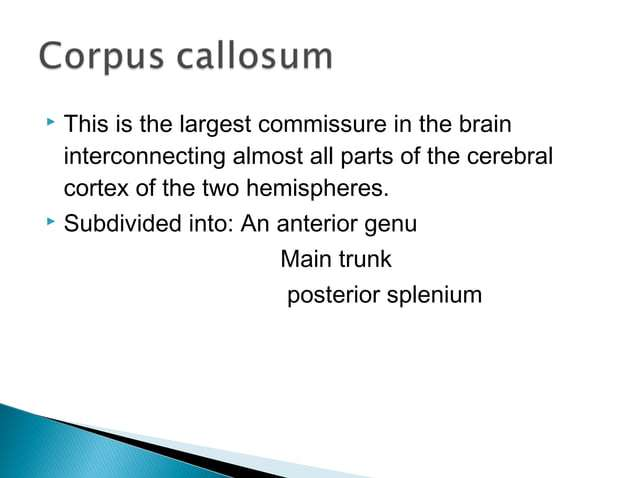 Corpus callosum
This is the largest commissure in the brain
interconnecting almost all parts of the cerebral
cortex of the two hemispheres.
Subdivided into: An anterior genu
Main trunk
posterior splenium